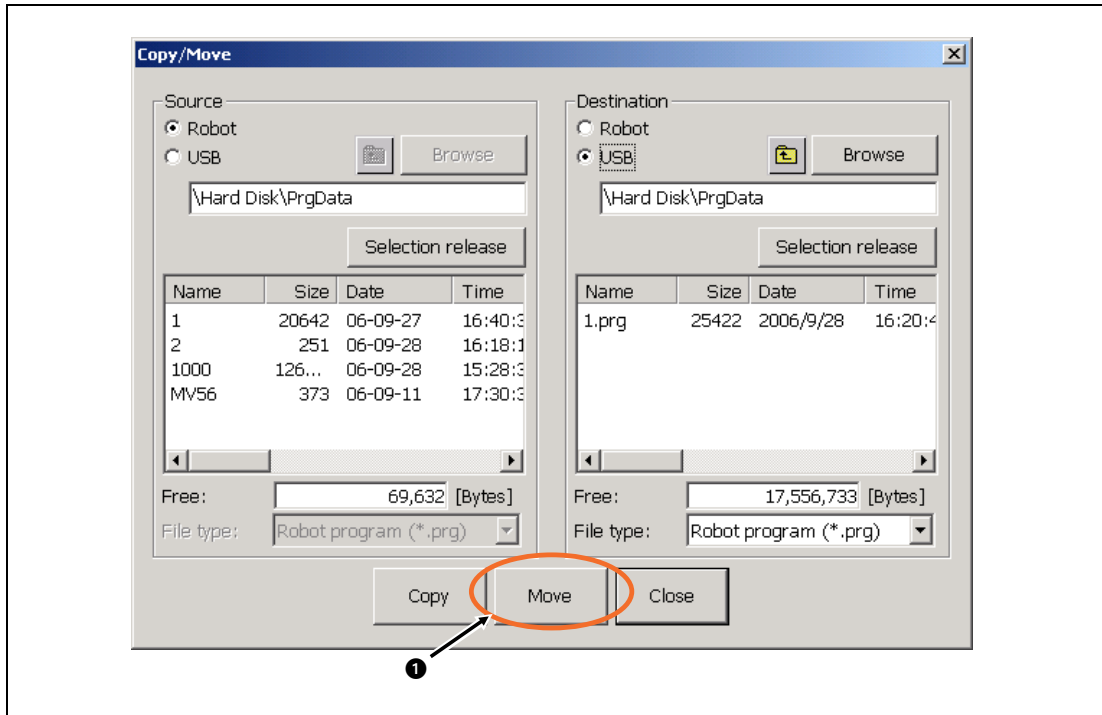 Copy/Move
Source
Robot
USB
Browse
\Hard Disk\PrgData
Selection release
Name Size Date Time
1 20642 06-09-27 16:40:3
2 251 06-09-28 16:18:1
1000 126... 06-09-28 15:28:3
MV56 373 06-09-11 17:30:3
Free: 69,632 [Bytes]
File type: Robot program (*.prg)
Destination
Robot
USB
Browse
\Hard Disk\PrgData
Selection release
Name Size Date Time
1.prg 25422 2006/9/28 16:20:4
Free: 17,556,733 [Bytes]
File type: Robot program (*.prg)
Copy Move Close
1